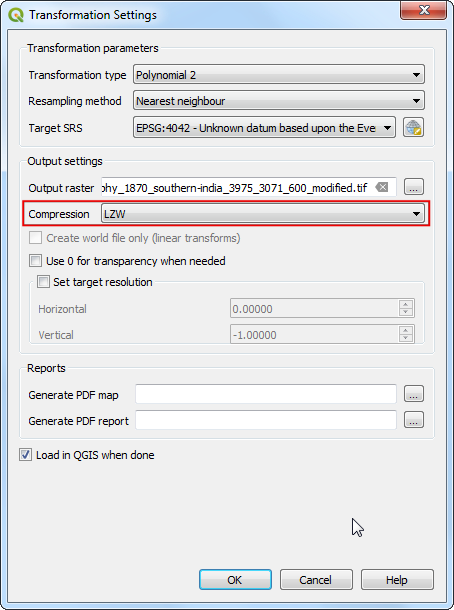 Transformation Settings
Transformation parameters
Transformation type Polynomial 2
Resampling method Nearest neighbour
Target SRS EPSG:4042 - Unknown datum based upon the Eve
Output settings
Output raster phy_1870_southern-india_3975_3071_600_modified.tif ...
Compression LZW
Create world file only (linear transforms)
Use 0 for transparency when needed
Set target resolution
Horizontal 0.00000
Vertical -1.00000
Reports
Generate PDF map ...
Generate PDF report ...
Load in QGIS when done
OK Cancel Help